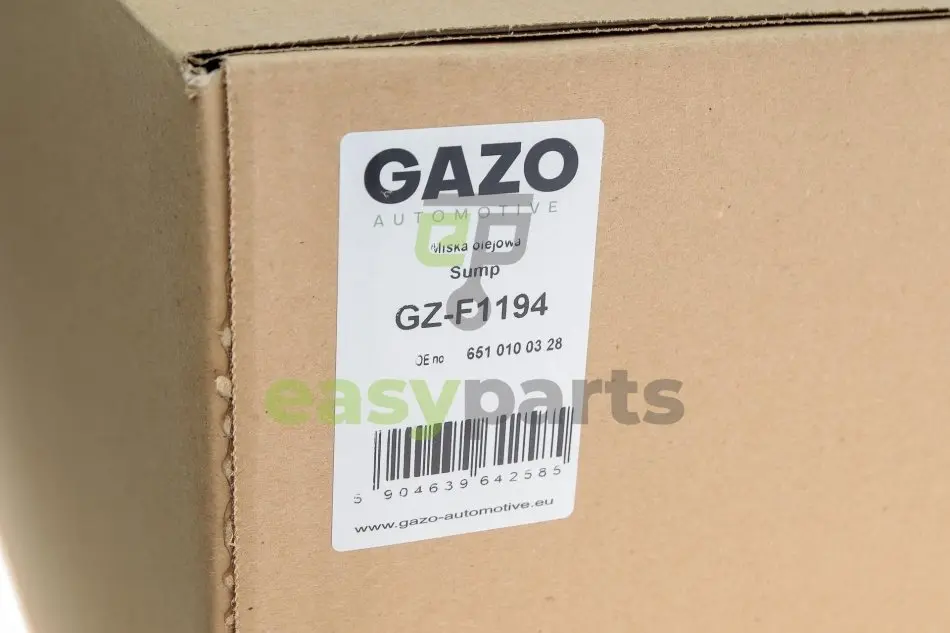 GAZO
AUTOMOTIVE
Miska olejowa
Sump
GZ-F1194
OE no 651 010 03 28
easyparts
5 904639 642585
www.gazo-automotive.eu